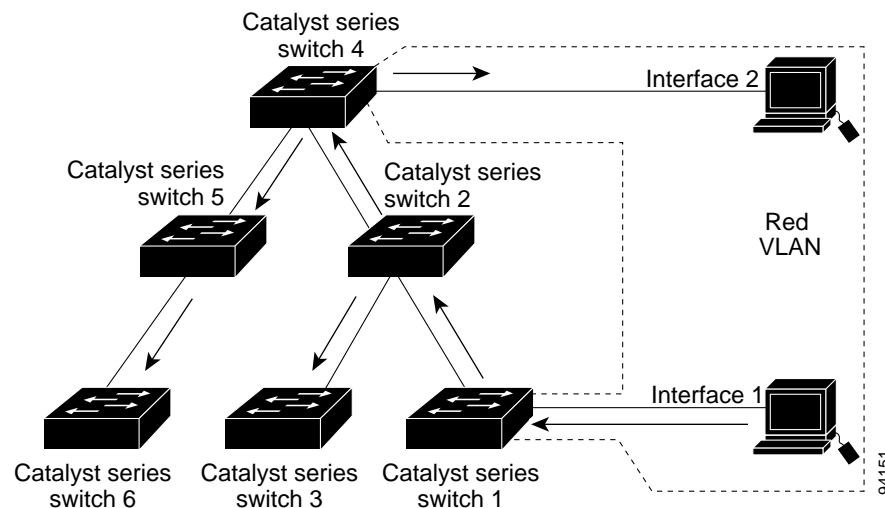 Catalyst series
switch 4
Interface 2
Catalyst series
switch 5
Catalyst series
switch 2
Red
VLAN
Interface 1
Catalyst series
switch 6
Catalyst series
switch 3
Catalyst series
switch 1
94151